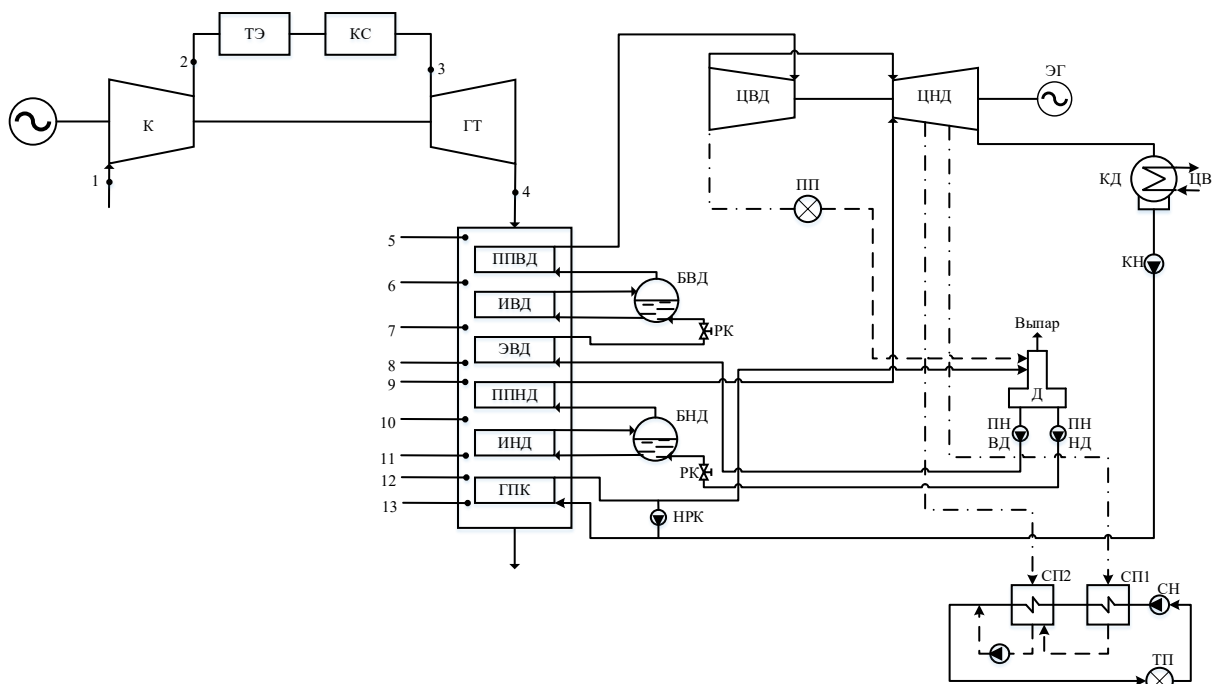 ТЭ
КС
2
3
К
ГТ
1
4
ЦВД
ЦНД
ЭГ
КД
ЦВ
ПП
КН
5
ППВД
6
БВД
ИВД
7
РК
Выпар
ЭВД
8
9
ППНД
Д
10
БНД
ПН
ВД
ПН
НД
ИНД
11
РК
12
ГПК
13
НРК
СП2
СП1
СН
ТП